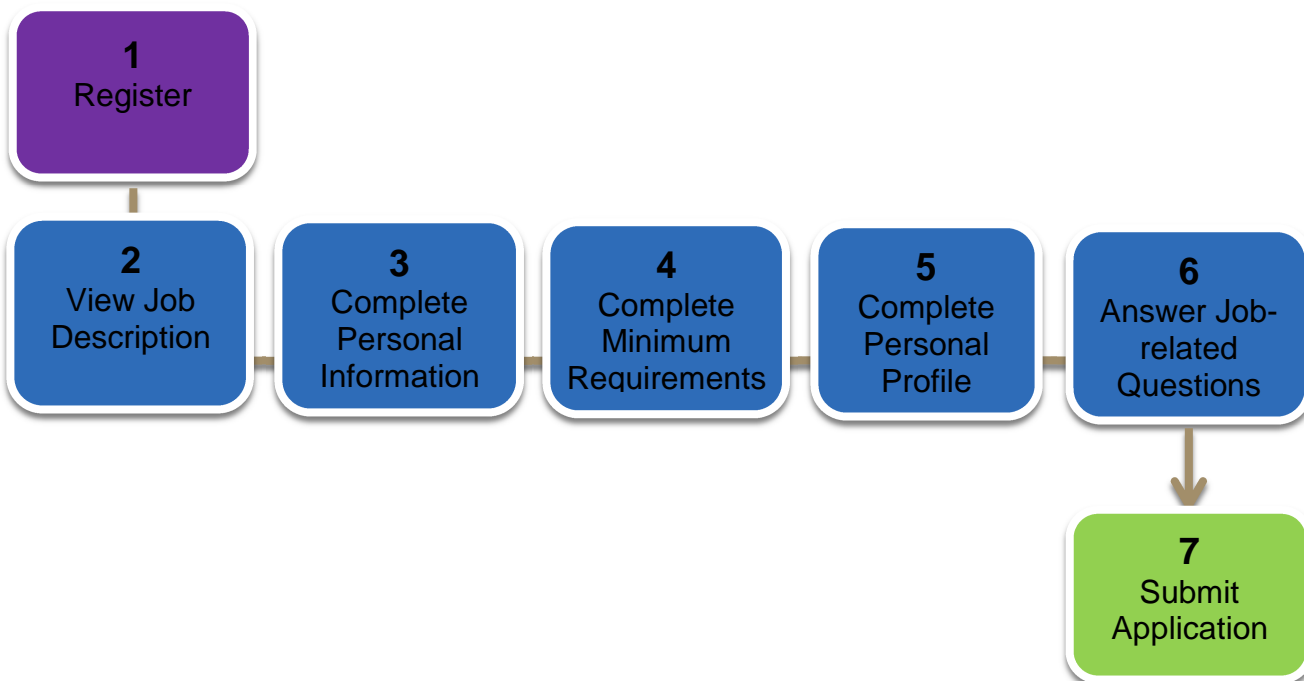 1
Register
2
View Job
Description
3
Complete
Personal
Information
4
Complete
Minimum
Requirements
5
Complete
Personal
Profile
6
Answer Job-
related
Questions
7
Submit
Application